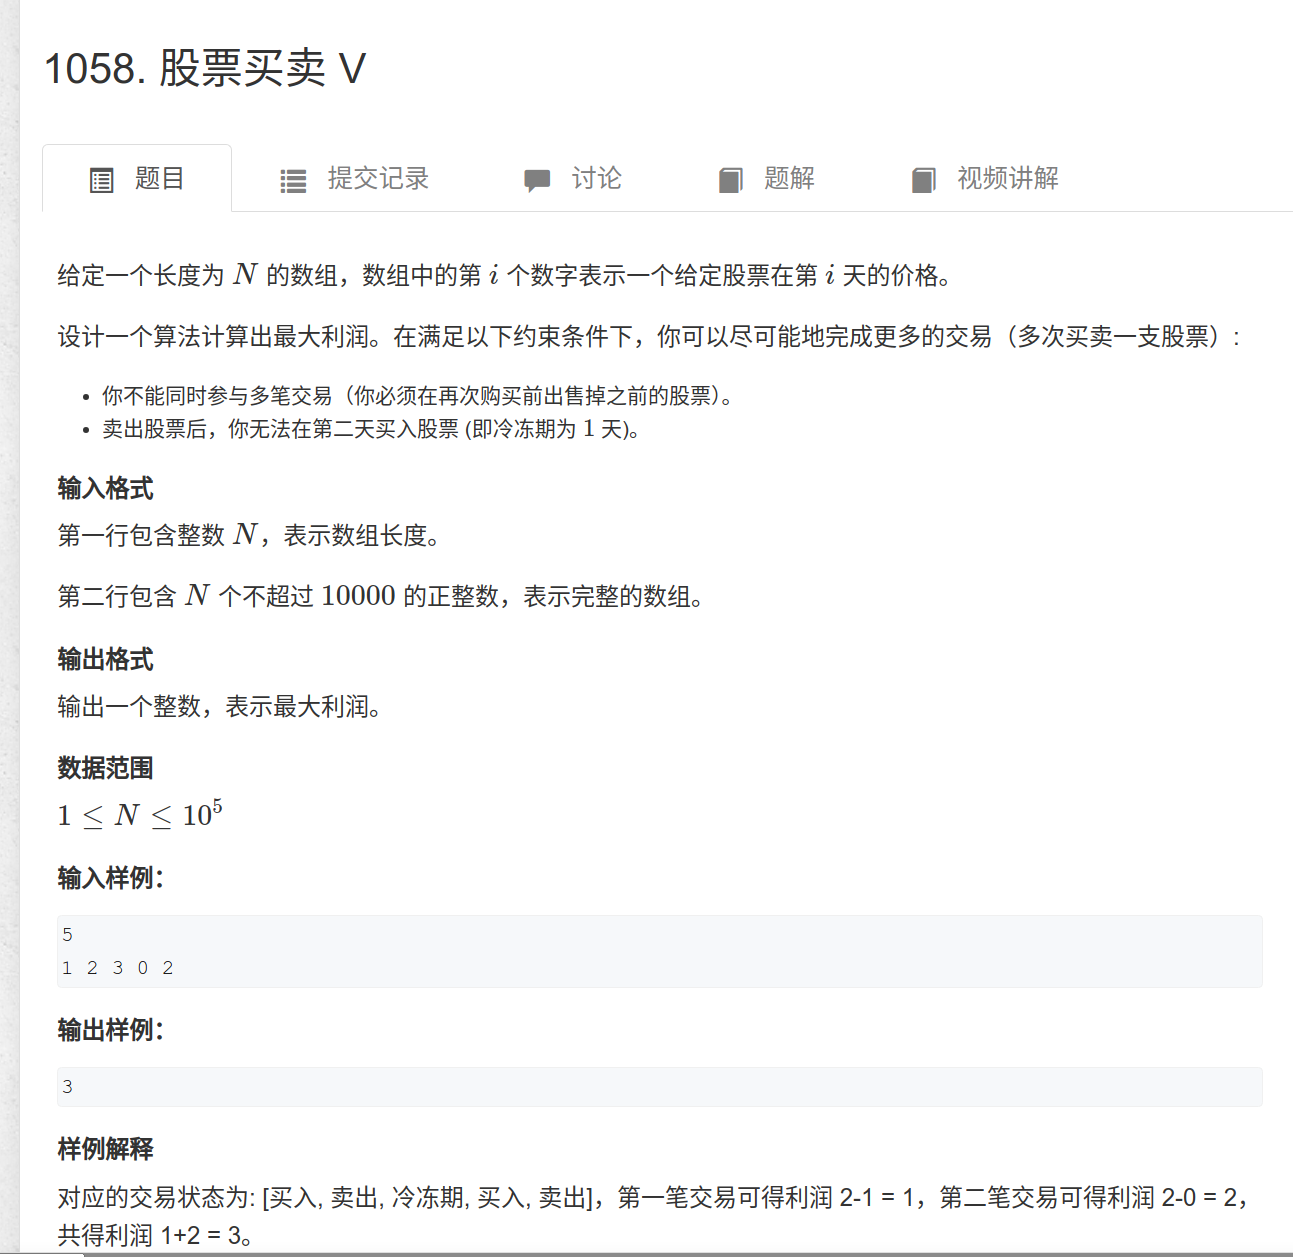 1058. 股票买卖 V
题目 提交记录 讨论 题解 视频讲解
给定一个长度为 N 的数组，数组中的第 i 个数字表示一个给定股票在第 i 天的价格。
设计一个算法计算出最大利润。在满足以下约束条件下，你可以尽可能地完成更多的交易（多次买卖一支股票）:
• 你不能同时参与多笔交易（你必须在再次购买前出售掉之前的股票）。
• 卖出股票后，你无法在第二天买入股票 (即冷冻期为 1 天)。
输入格式
第一行包含整数 N，表示数组长度。
第二行包含 N 个不超过 10000 的正整数，表示完整的数组。
输出格式
输出一个整数，表示最大利润。
数据范围
1 ≤ N ≤ 10⁵
输入样例：
5
1 2 3 0 2
输出样例：
3
样例解释
对应的交易状态为: [买入, 卖出, 冷冻期, 买入, 卖出]，第一笔交易可得利润 2-1 = 1，第二笔交易可得利润 2-0 = 2，
共得利润 1+2 = 3。